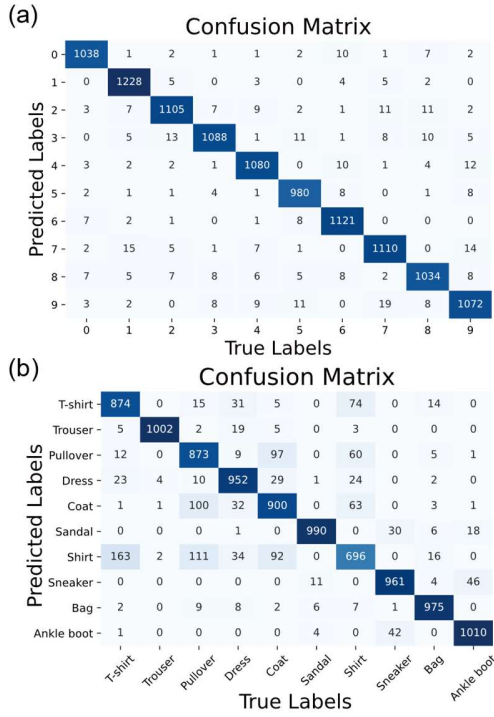 (a)
Confusion Matrix
Predicted Labels
0 1038 1 2 1 1 2 10 1 7 2
1 0 1228 5 0 3 0 4 5 2 0
2 3 7 1105 7 9 2 1 11 11 2
3 0 5 13 1088 1 11 1 8 10 5
4 3 2 2 1 1080 0 10 1 4 12
5 2 1 1 4 1 980 8 0 1 8
6 7 2 1 0 1 8 1121 0 0 0
7 2 15 5 1 7 1 0 1110 0 14
8 7 5 7 8 6 5 8 2 1034 8
9 3 2 0 8 9 11 0 19 8 1072
0 1 2 3 4 5 6 7 8 9
True Labels
(b)
Confusion Matrix
Predicted Labels
T-shirt 874 0 15 31 5 0 74 0 14 0
Trouser 5 1002 2 19 5 0 3 0 0 0
Pullover 12 0 873 9 97 0 60 0 5 1
Dress 23 4 10 952 29 1 24 0 2 0
Coat 1 1 100 32 900 0 63 0 3 1
Sandal 0 0 0 1 0 990 0 30 6 18
Shirt 163 2 111 34 92 0 696 0 16 0
Sneaker 0 0 0 0 0 11 0 961 4 46
Bag 2 0 9 8 2 6 7 1 975 0
Ankle boot 1 0 0 0 0 4 0 42 0 1010
T-shirt Trouser Pullover Dress Coat Sandal Shirt Sneaker Bag Ankle boot
True Labels